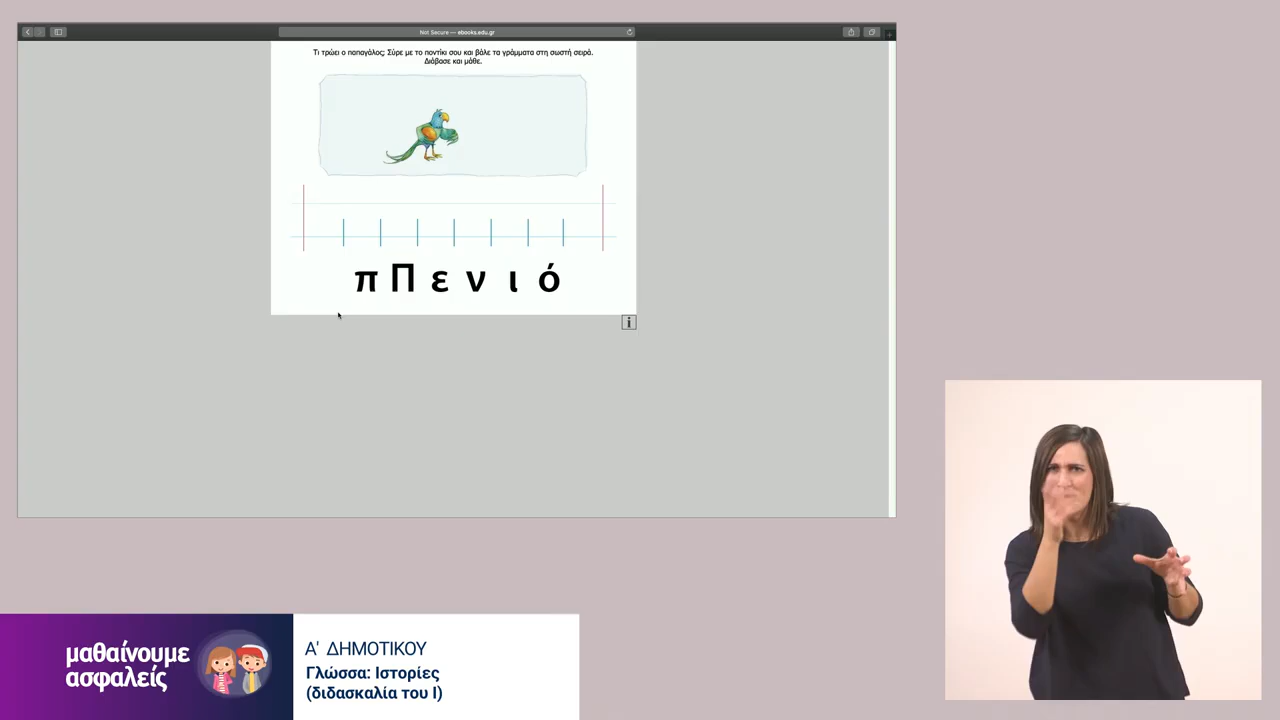 Not Secure — ebooks.edu.gr
Τι τρώει ο παπαγάλος; Σύρε με το ποντίκι σου και βάλε τα γράμματα στη σωστή σειρά.
Διάβασε και μάθε.
π Π ε ν ι ό
i
μαθαίνουμε
ασφαλείς
Α' ΔΗΜΟΤΙΚΟΥ
Γλώσσα: Ιστορίες
(διδασκαλία του Ι)